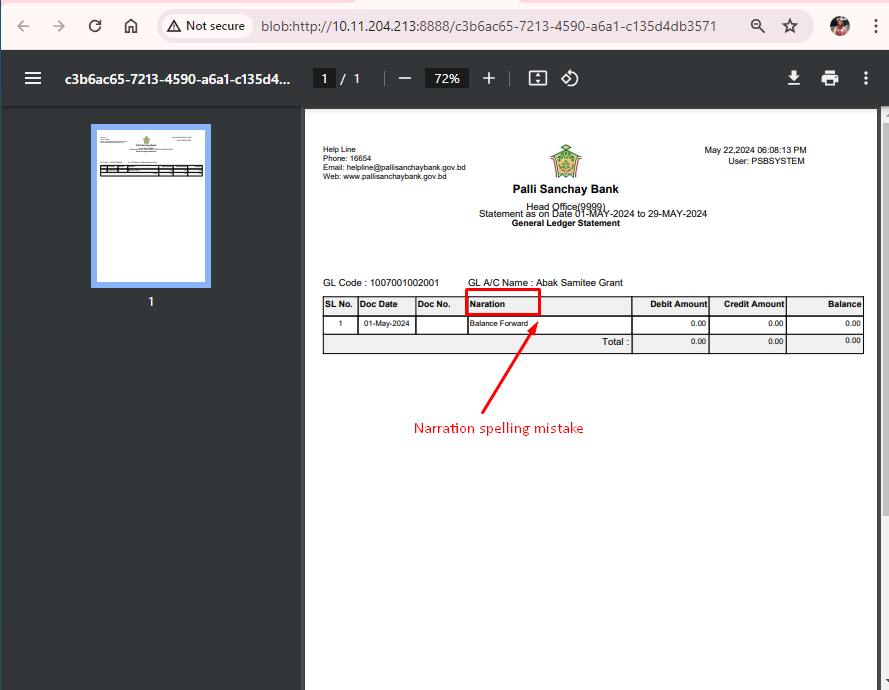 Not secure blob:http://10.11.204.213:8888/c3b6ac65-7213-4590-a6a1-c135d4db3571
c3b6ac65-7213-4590-a6a1-c135d4... 1 / 1 72%
1
Help Line
Phone: 16654
Email: helpline@pallisanchaybank.gov.bd
Web: www.pallisanchaybank.gov.bd
May 22,2024 06:08:13 PM
User: PSBSYSTEM
Palli Sanchay Bank
Head Office(9999)
Statement as on Date 01-MAY-2024 to 29-MAY-2024
General Ledger Statement
GL Code : 1007001002001 GL A/C Name : Abak Samitee Grant
SL No. Doc Date Doc No. Naration Debit Amount Credit Amount Balance
1 01-May-2024 Balance Forward 0.00 0.00 0.00
Total : 0.00 0.00 0.00
Narration spelling mistake